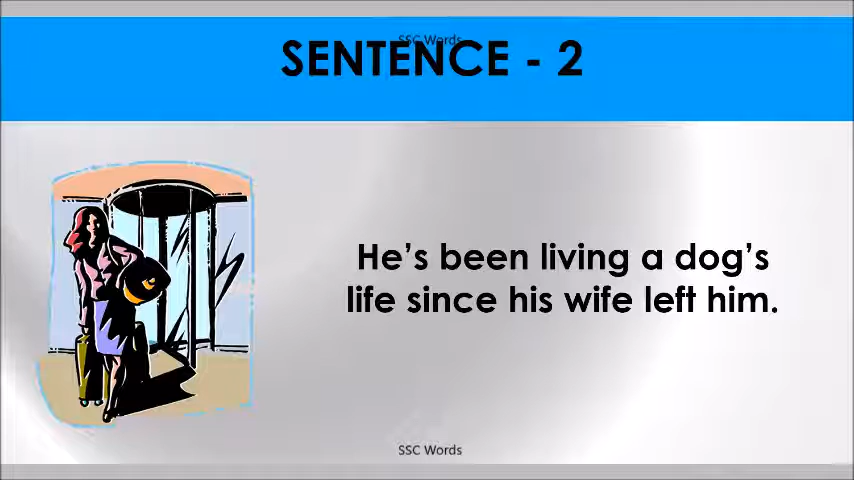 SSC Words
SENTENCE - 2
He's been living a dog's
life since his wife left him.
SSC Words